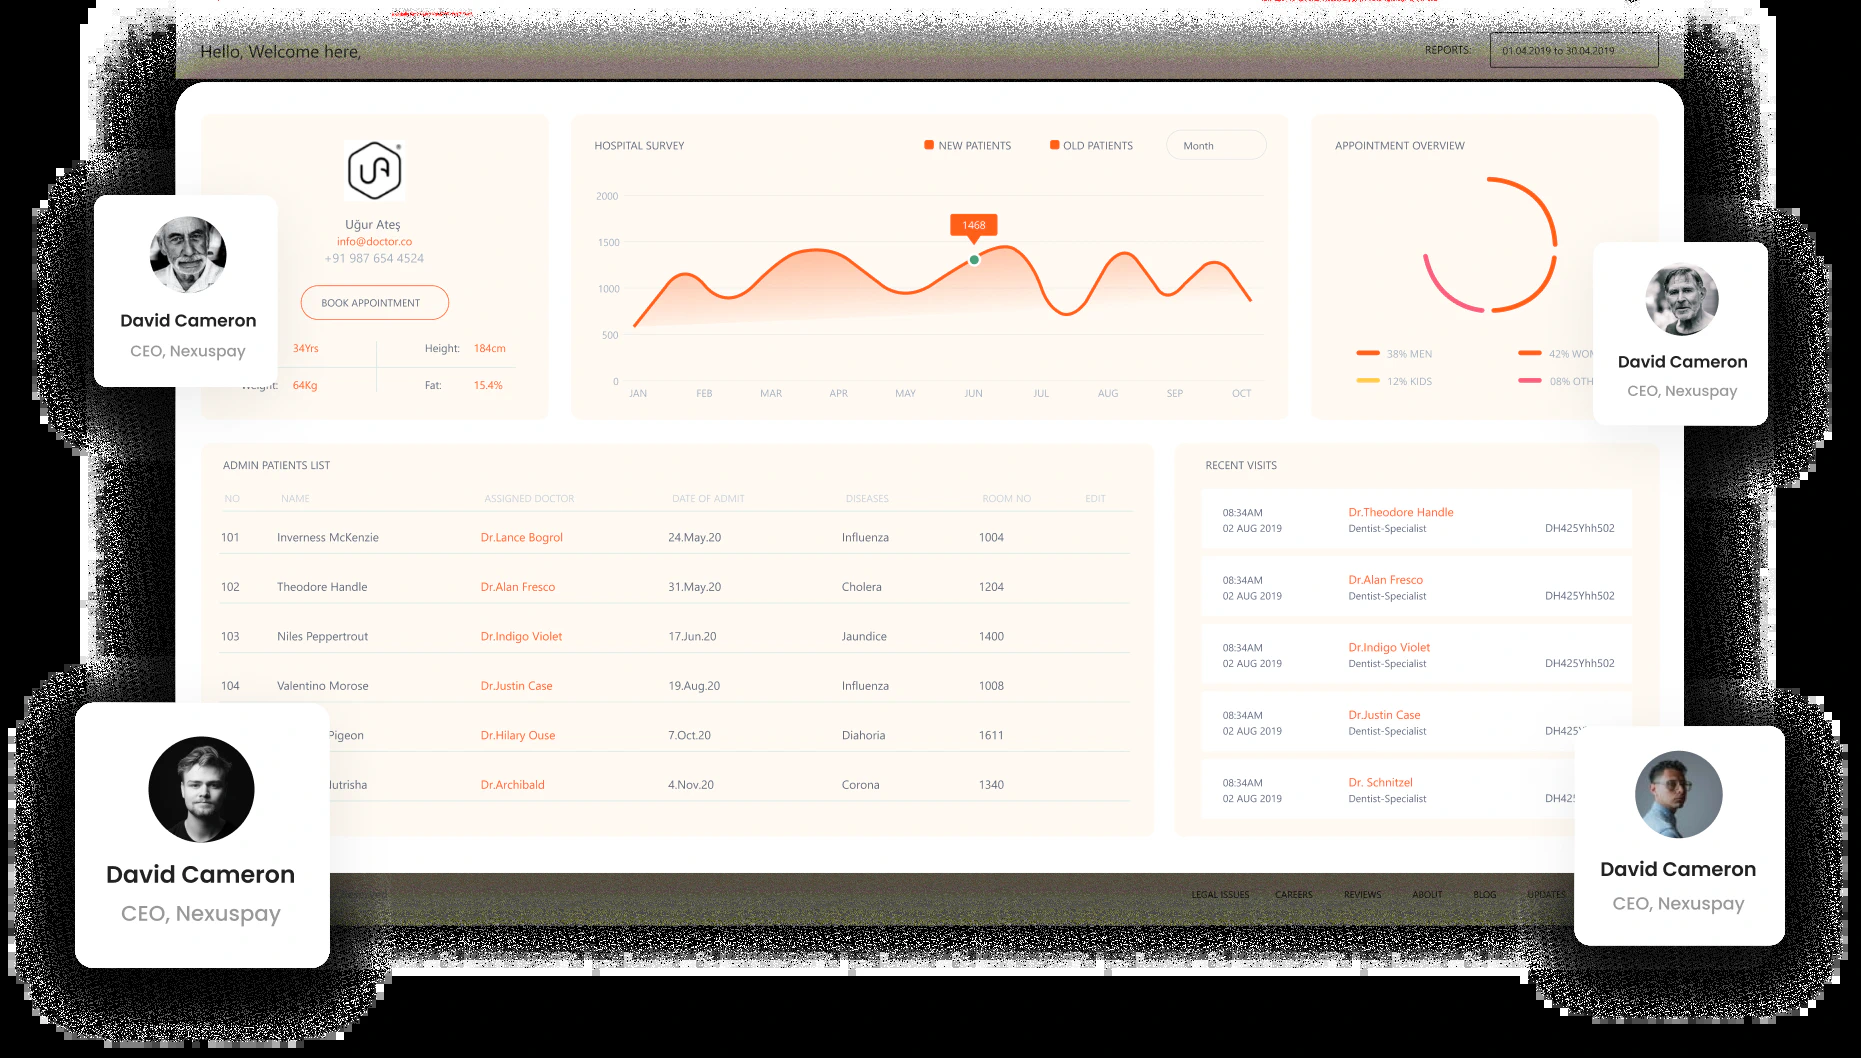 Hello, Welcome here,
REPORTS: 01.04.2019 to 30.04.2019
UA
Uğur Ateş
info@doctor.co
+91 987 654 4524
BOOK APPOINTMENT
34Yrs Height: 184cm
Weight: 64Kg Fat: 15.4%
David Cameron
CEO, Nexuspay
HOSPITAL SURVEY NEW PATIENTS OLD PATIENTS Month
2000
1500
1000
500
0
1468
JAN FEB MAR APR MAY JUN JUL AUG SEP OCT
APPOINTMENT OVERVIEW
38% MEN 42% WOM
12% KIDS 08% OTH
David Cameron
CEO, Nexuspay
ADMIN PATIENTS LIST
NO NAME ASSIGNED DOCTOR DATE OF ADMIT DISEASES ROOM NO EDIT
101 Inverness McKenzie Dr.Lance Bogrol 24.May.20 Influenza 1004
102 Theodore Handle Dr.Alan Fresco 31.May.20 Cholera 1204
103 Niles Peppertrout Dr.Indigo Violet 17.Jun.20 Jaundice 1400
104 Valentino Morose Dr.Justin Case 19.Aug.20 Influenza 1008
Pigeon Dr.Hilary Ouse 7.Oct.20 Diahoria 1611
utrisha Dr.Archibald 4.Nov.20 Corona 1340
RECENT VISITS
08:34AM Dr.Theodore Handle
02 AUG 2019 Dentist-Specialist DH425Yhh502
08:34AM Dr.Alan Fresco
02 AUG 2019 Dentist-Specialist DH425Yhh502
08:34AM Dr.Indigo Violet
02 AUG 2019 Dentist-Specialist DH425Yhh502
08:34AM Dr.Justin Case
02 AUG 2019 Dentist-Specialist DH425Y
08:34AM Dr. Schnitzel
02 AUG 2019 Dentist-Specialist DH425
David Cameron
CEO, Nexuspay
David Cameron
CEO, Nexuspay
LEGAL ISSUES CAREERS REVIEWS ABOUT BLOG UPDATES